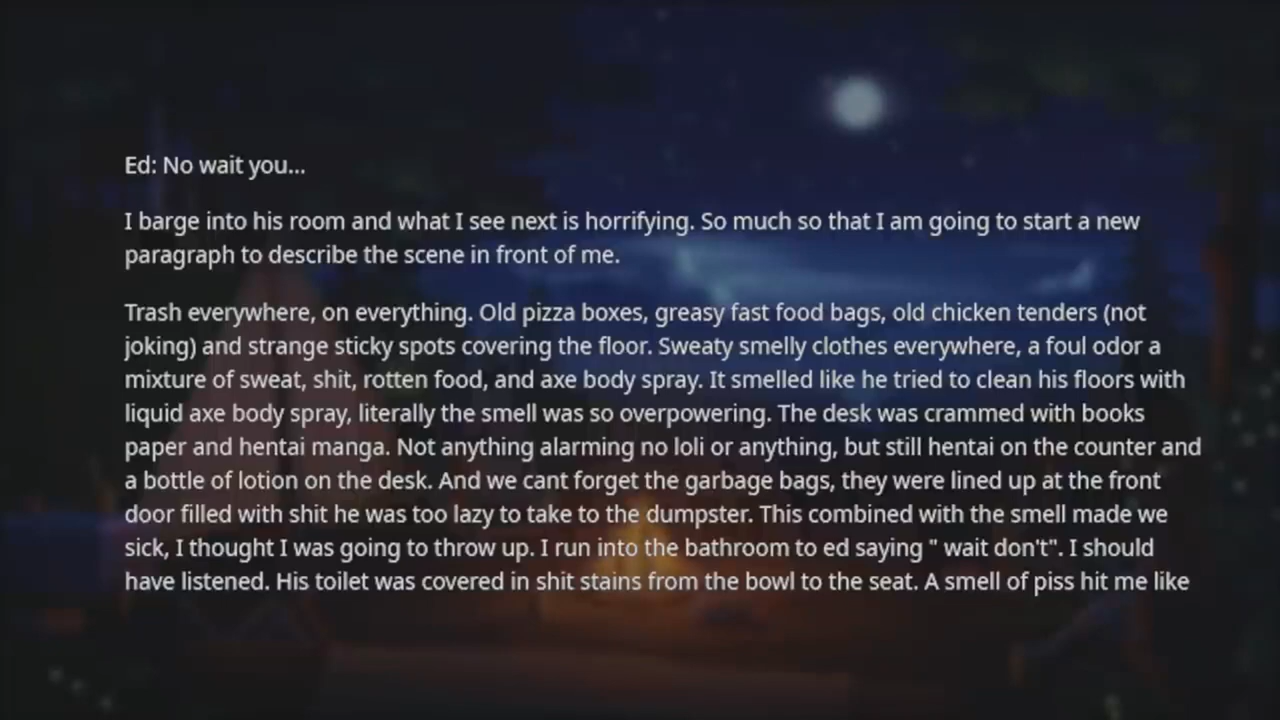 Ed: No wait you...
I barge into his room and what I see next is horrifying. So much so that I am going to start a new
paragraph to describe the scene in front of me.
Trash everywhere, on everything. Old pizza boxes, greasy fast food bags, old chicken tenders (not
joking) and strange sticky spots covering the floor. Sweaty smelly clothes everywhere, a foul odor a
mixture of sweat, shit, rotten food, and axe body spray. It smelled like he tried to clean his floors with
liquid axe body spray, literally the smell was so overpowering. The desk was crammed with books
paper and hentai manga. Not anything alarming no loli or anything, but still hentai on the counter and
a bottle of lotion on the desk. And we cant forget the garbage bags, they were lined up at the front
door filled with shit he was too lazy to take to the dumpster. This combined with the smell made we
sick, I thought I was going to throw up. I run into the bathroom to ed saying " wait don't". I should
have listened. His toilet was covered in shit stains from the bowl to the seat. A smell of piss hit me like